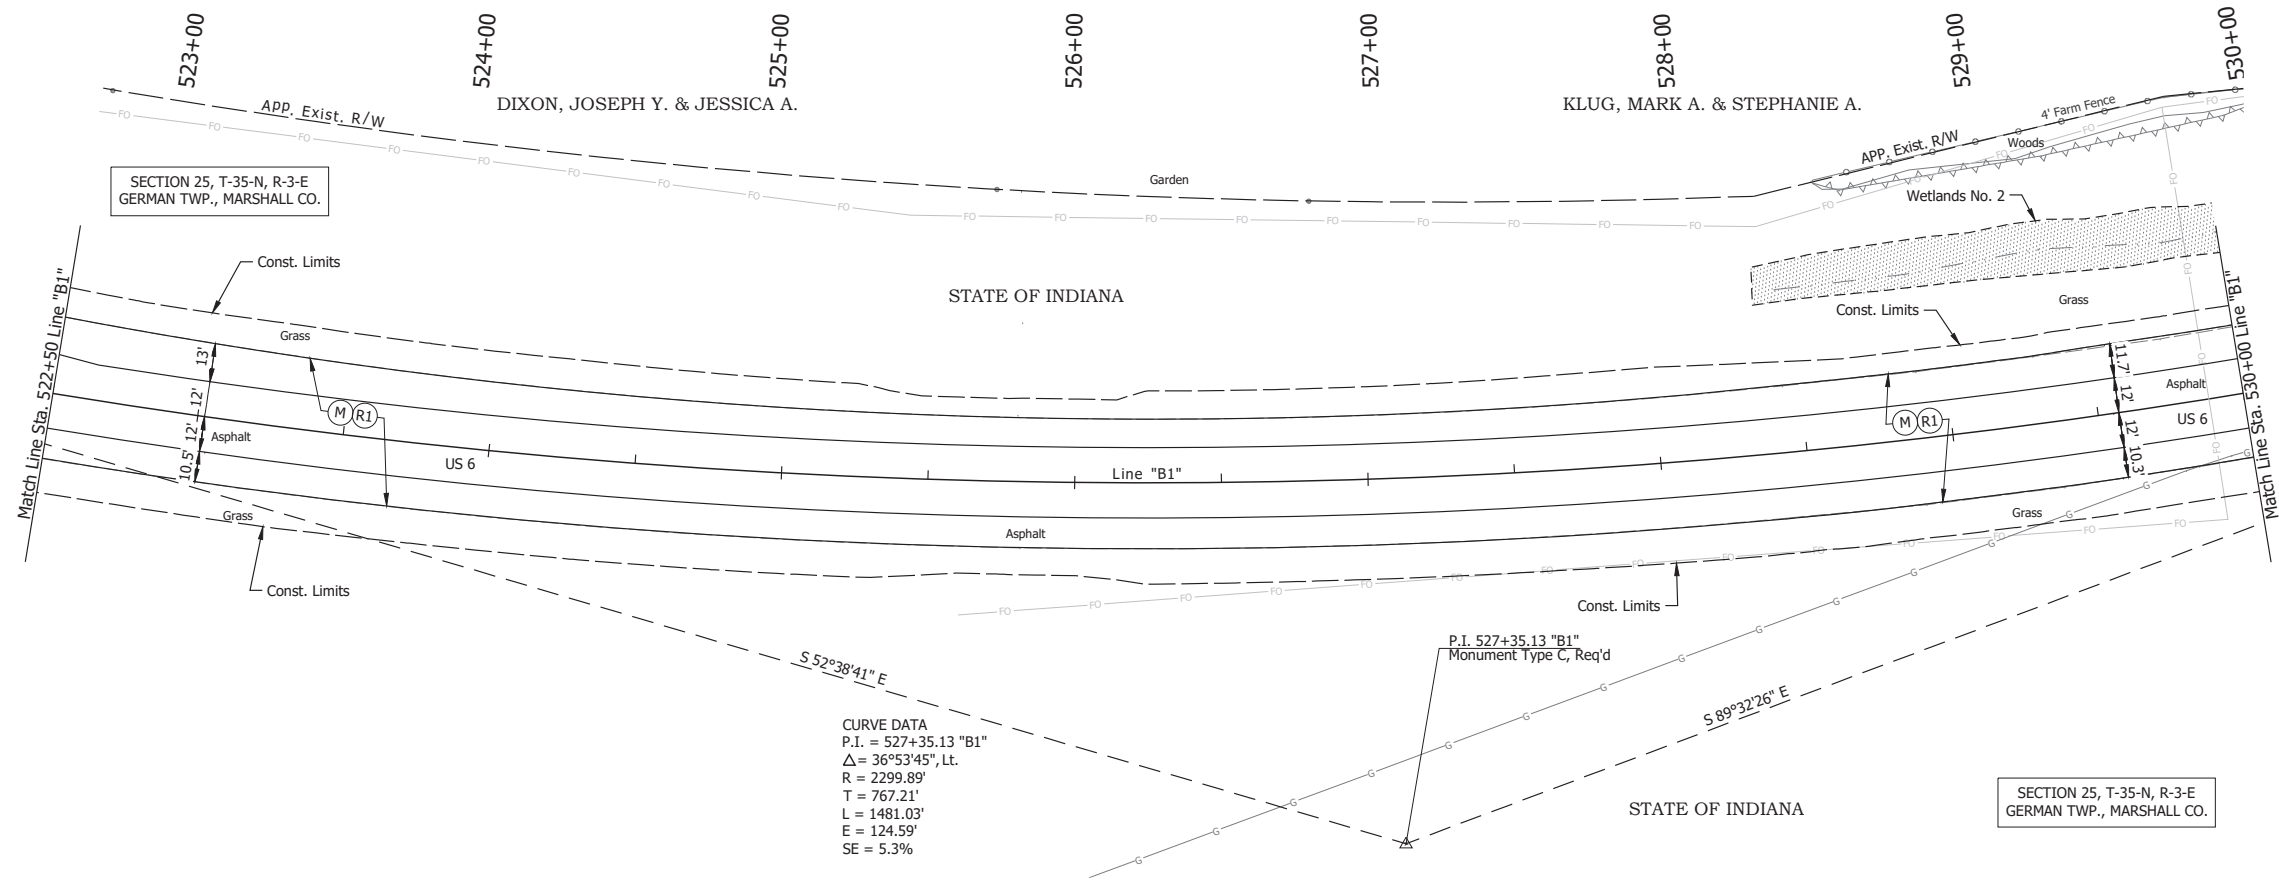 523+00
524+00
525+00
526+00
527+00
528+00
529+00
530+00
APP. Exist. R/W
DIXON, JOSEPH Y. & JESSICA A.
KLUG, MARK A. & STEPHANIE A.
APP. Exist. R/W
4' Farm Fence
Woods
SECTION 25, T-35-N, R-3-E
GERMAN TWP., MARSHALL CO.
Garden
Wetlands No. 2
Const. Limits
STATE OF INDIANA
Grass
Const. Limits
Grass
Match Line Sta. 522+50 Line "B1"
13'
12'
12'
10.5'
M R1
Asphalt
US 6
Line "B1"
M R1
11.7'
12'
12'
10.3'
Asphalt
US 6
Match Line Sta. 530+00 Line "B1"
Grass
Asphalt
Grass
Const. Limits
Const. Limits
FO
G
P.I. 527+35.13 "B1"
Monument Type C, Req'd
S 52°38'41" E
S 89°32'26" E
CURVE DATA
P.I. = 527+35.13 "B1"
△= 36°53'45", Lt.
R = 2299.89'
T = 767.21'
L = 1481.03'
E = 124.59'
SE = 5.3%
STATE OF INDIANA
SECTION 25, T-35-N, R-3-E
GERMAN TWP., MARSHALL CO.